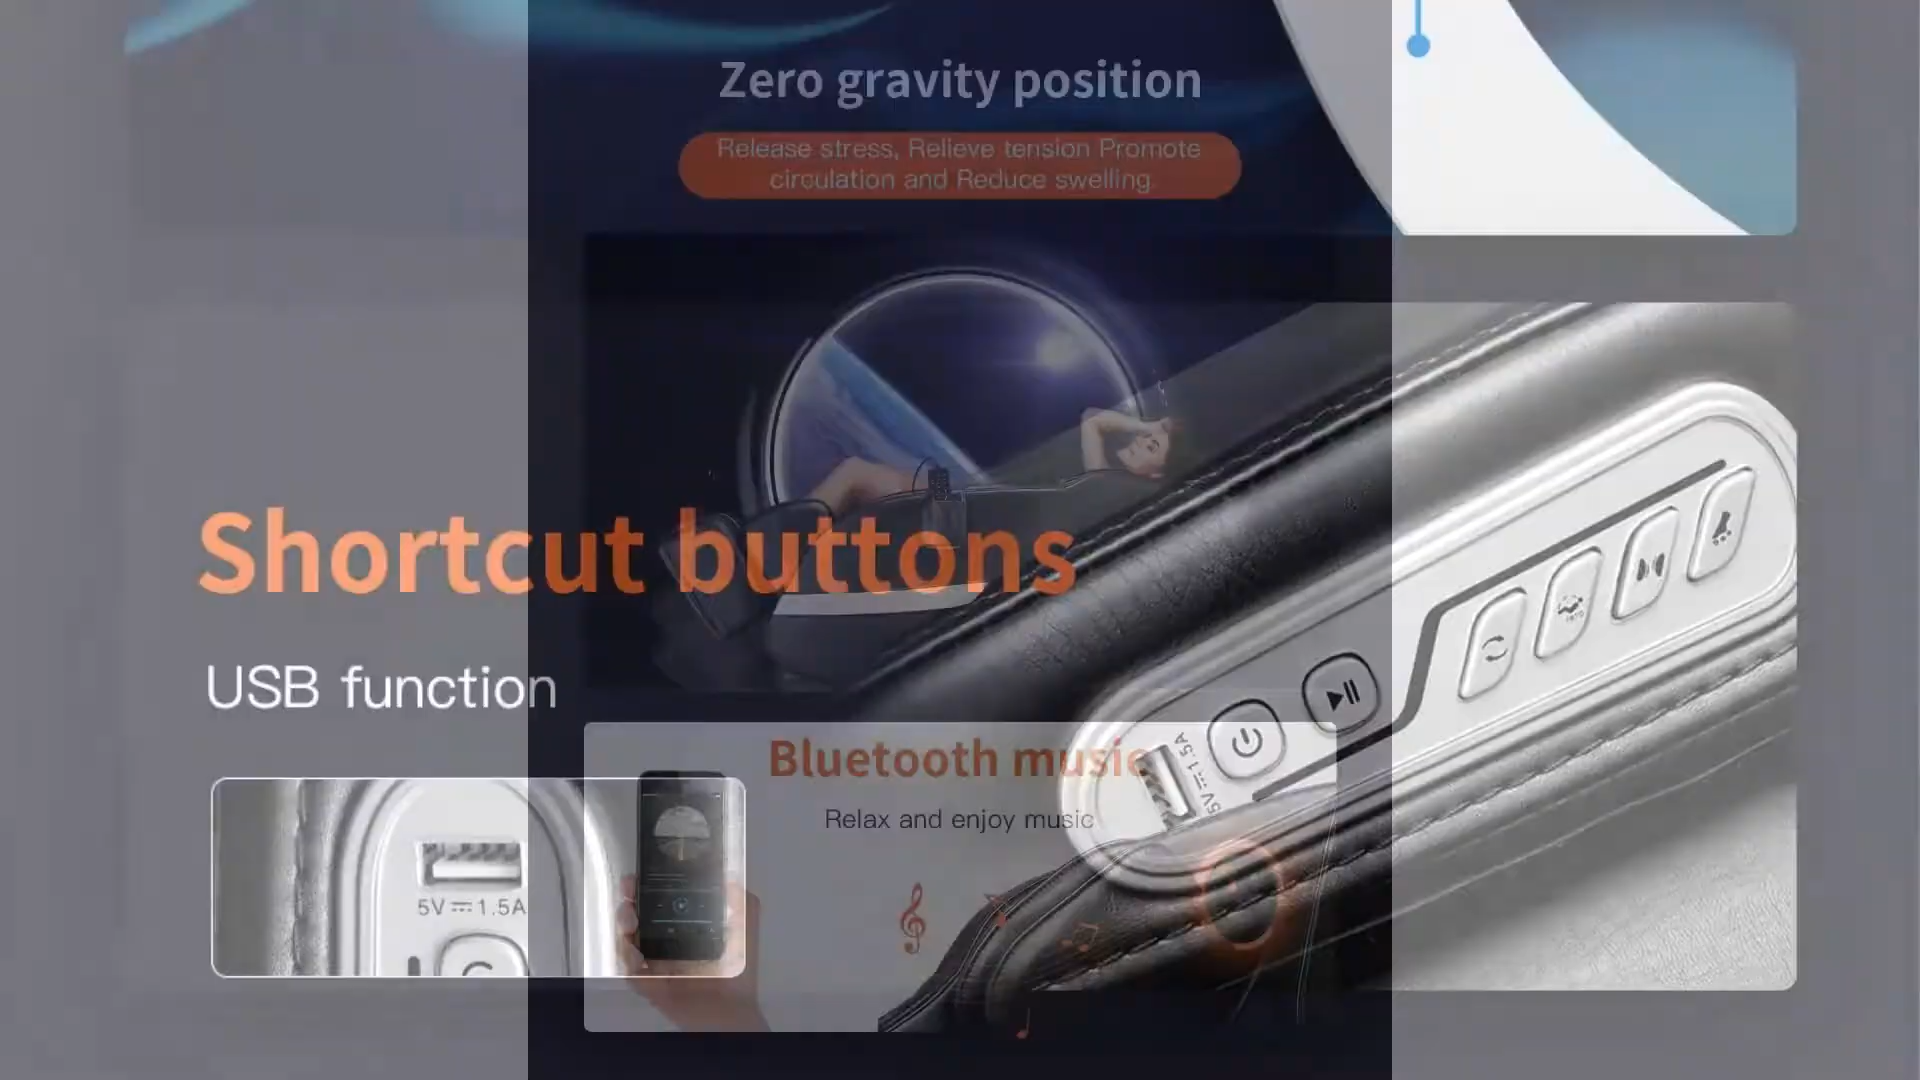 Zero gravity position
Release stress, Relieve tension Promote
circulation and Reduce swelling.
Shortcut buttons
USB function
Bluetooth music
Relax and enjoy music
5V⎓1.5A
5V⎓1.5A